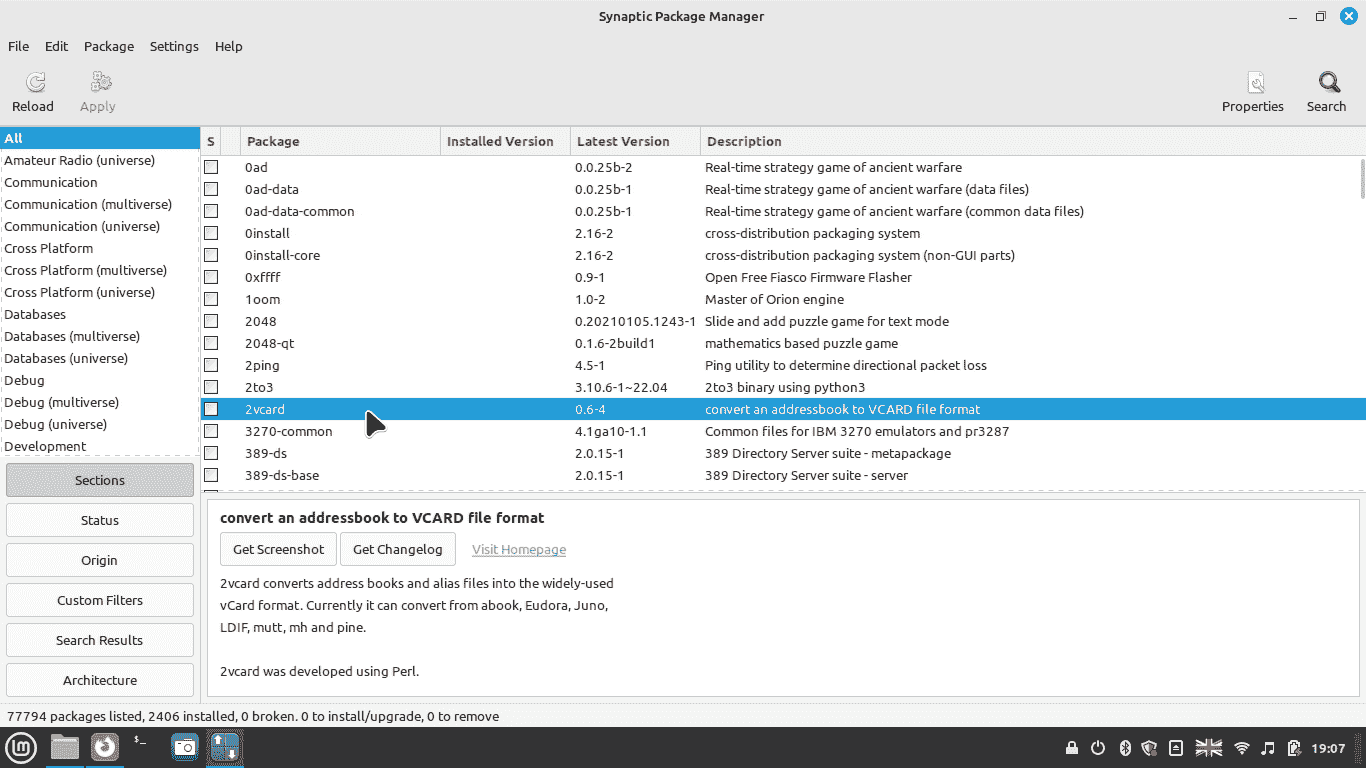 Synaptic Package Manager
File Edit Package Settings Help
Reload Apply Properties Search
All
Amateur Radio (universe)
Communication
Communication (multiverse)
Communication (universe)
Cross Platform
Cross Platform (multiverse)
Cross Platform (universe)
Databases
Databases (multiverse)
Databases (universe)
Debug
Debug (multiverse)
Debug (universe)
Development
Sections
Status
Origin
Custom Filters
Search Results
Architecture
S Package Installed Version Latest Version Description
0ad 0.0.25b-2 Real-time strategy game of ancient warfare
0ad-data 0.0.25b-1 Real-time strategy game of ancient warfare (data files)
0ad-data-common 0.0.25b-1 Real-time strategy game of ancient warfare (common data files)
0install 2.16-2 cross-distribution packaging system
0install-core 2.16-2 cross-distribution packaging system (non-GUI parts)
0xffff 0.9-1 Open Free Fiasco Firmware Flasher
1oom 1.0-2 Master of Orion engine
2048 0.20210105.1243-1 Slide and add puzzle game for text mode
2048-qt 0.1.6-2build1 mathematics based puzzle game
2ping 4.5-1 Ping utility to determine directional packet loss
2to3 3.10.6-1~22.04 2to3 binary using python3
2vcard 0.6-4 convert an addressbook to VCARD file format
3270-common 4.1ga10-1.1 Common files for IBM 3270 emulators and pr3287
389-ds 2.0.15-1 389 Directory Server suite - metapackage
389-ds-base 2.0.15-1 389 Directory Server suite - server
convert an addressbook to VCARD file format
Get Screenshot Get Changelog Visit Homepage
2vcard converts address books and alias files into the widely-used
vCard format. Currently it can convert from abook, Eudora, Juno,
LDIF, mutt, mh and pine.
2vcard was developed using Perl.
77794 packages listed, 2406 installed, 0 broken. 0 to install/upgrade, 0 to remove
19:07